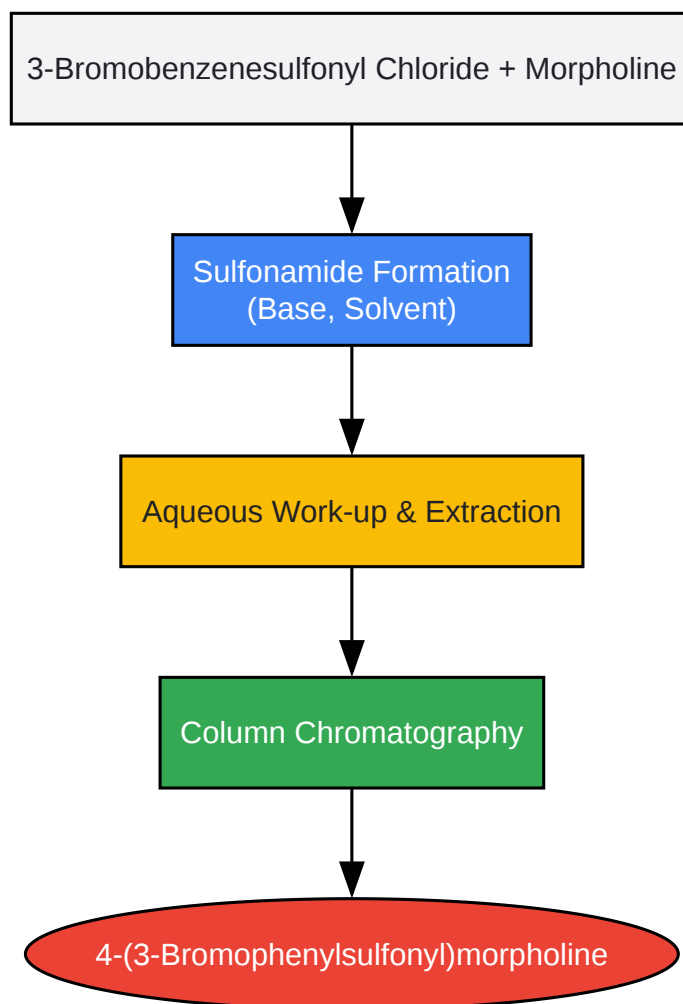 3-Bromobenzenesulfonyl Chloride + Morpholine
Sulfonamide Formation
(Base, Solvent)
Aqueous Work-up & Extraction
Column Chromatography
4-(3-Bromophenylsulfonyl)morpholine